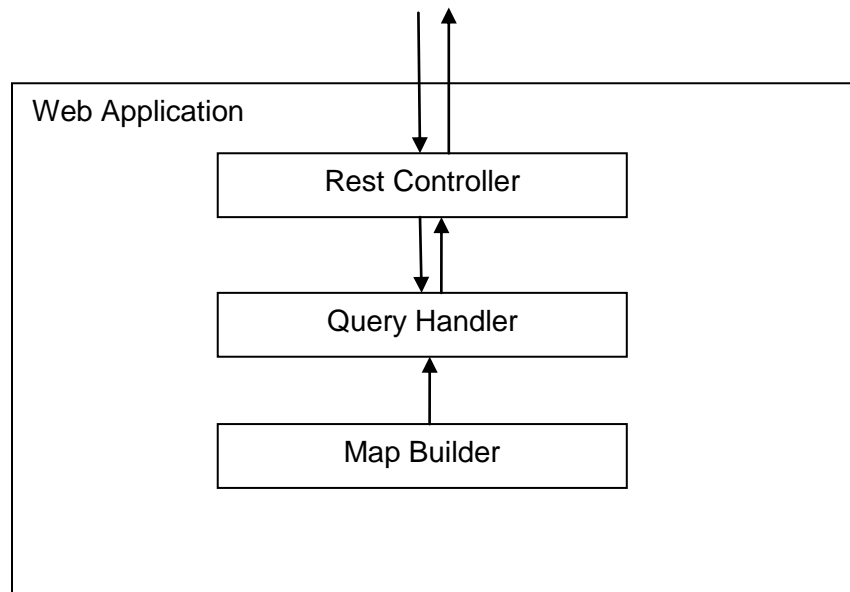 Web Application
Rest Controller
Query Handler
Map Builder